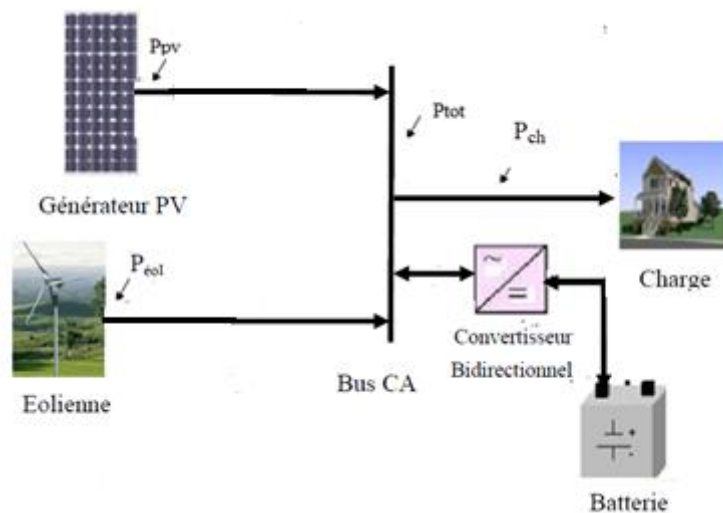 Ppv
Ptot
Pch
Générateur PV
Péol
Charge
Convertisseur
Bidirectionnel
Bus CA
Eolienne
Batterie